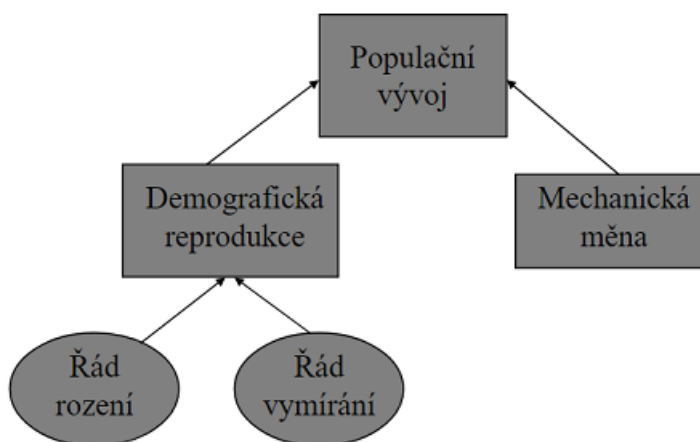 Populační
vývoj
Demografická
reprodukce
Mechanická
měna
Řád
rození
Řád
vymírání